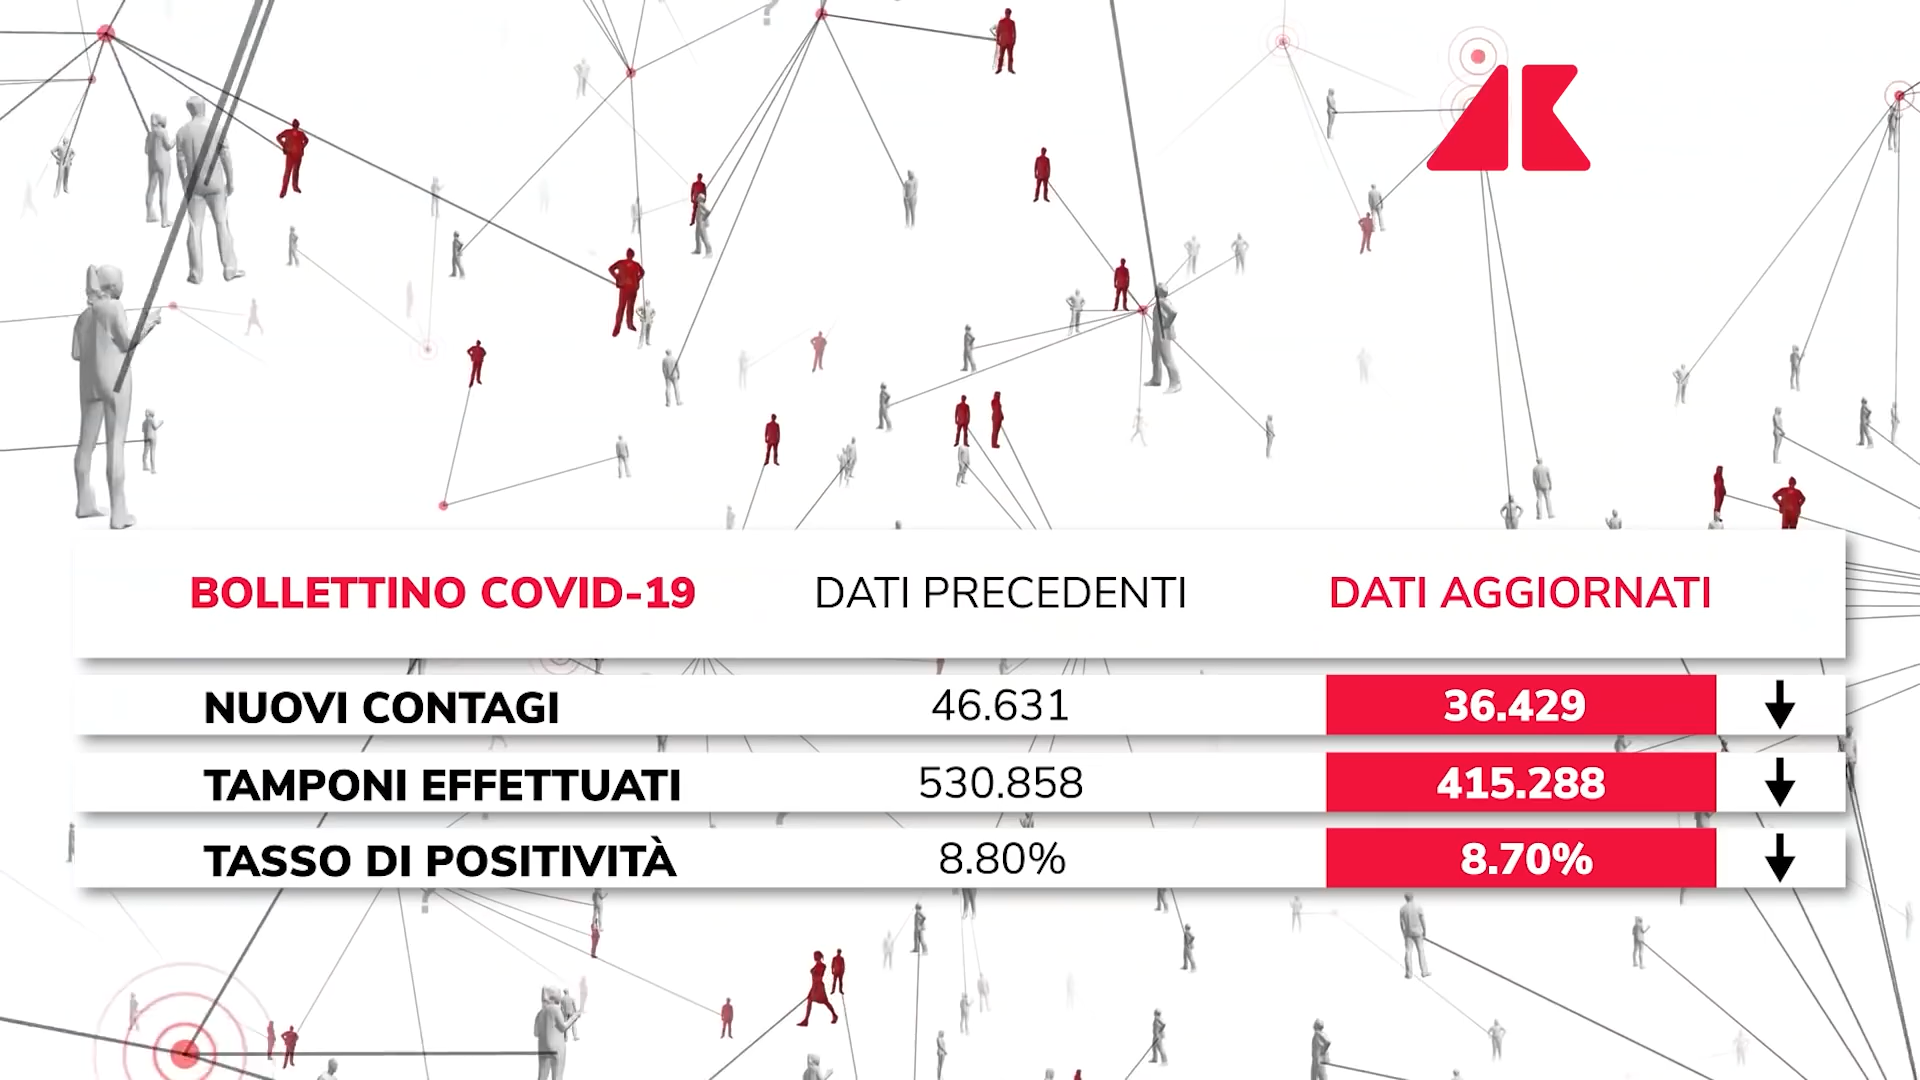 BOLLETTINO COVID-19 DATI PRECEDENTI DATI AGGIORNATI
NUOVI CONTAGI 46.631 36.429
TAMPONI EFFETTUATI 530.858 415.288
TASSO DI POSITIVITÀ 8.80% 8.70%